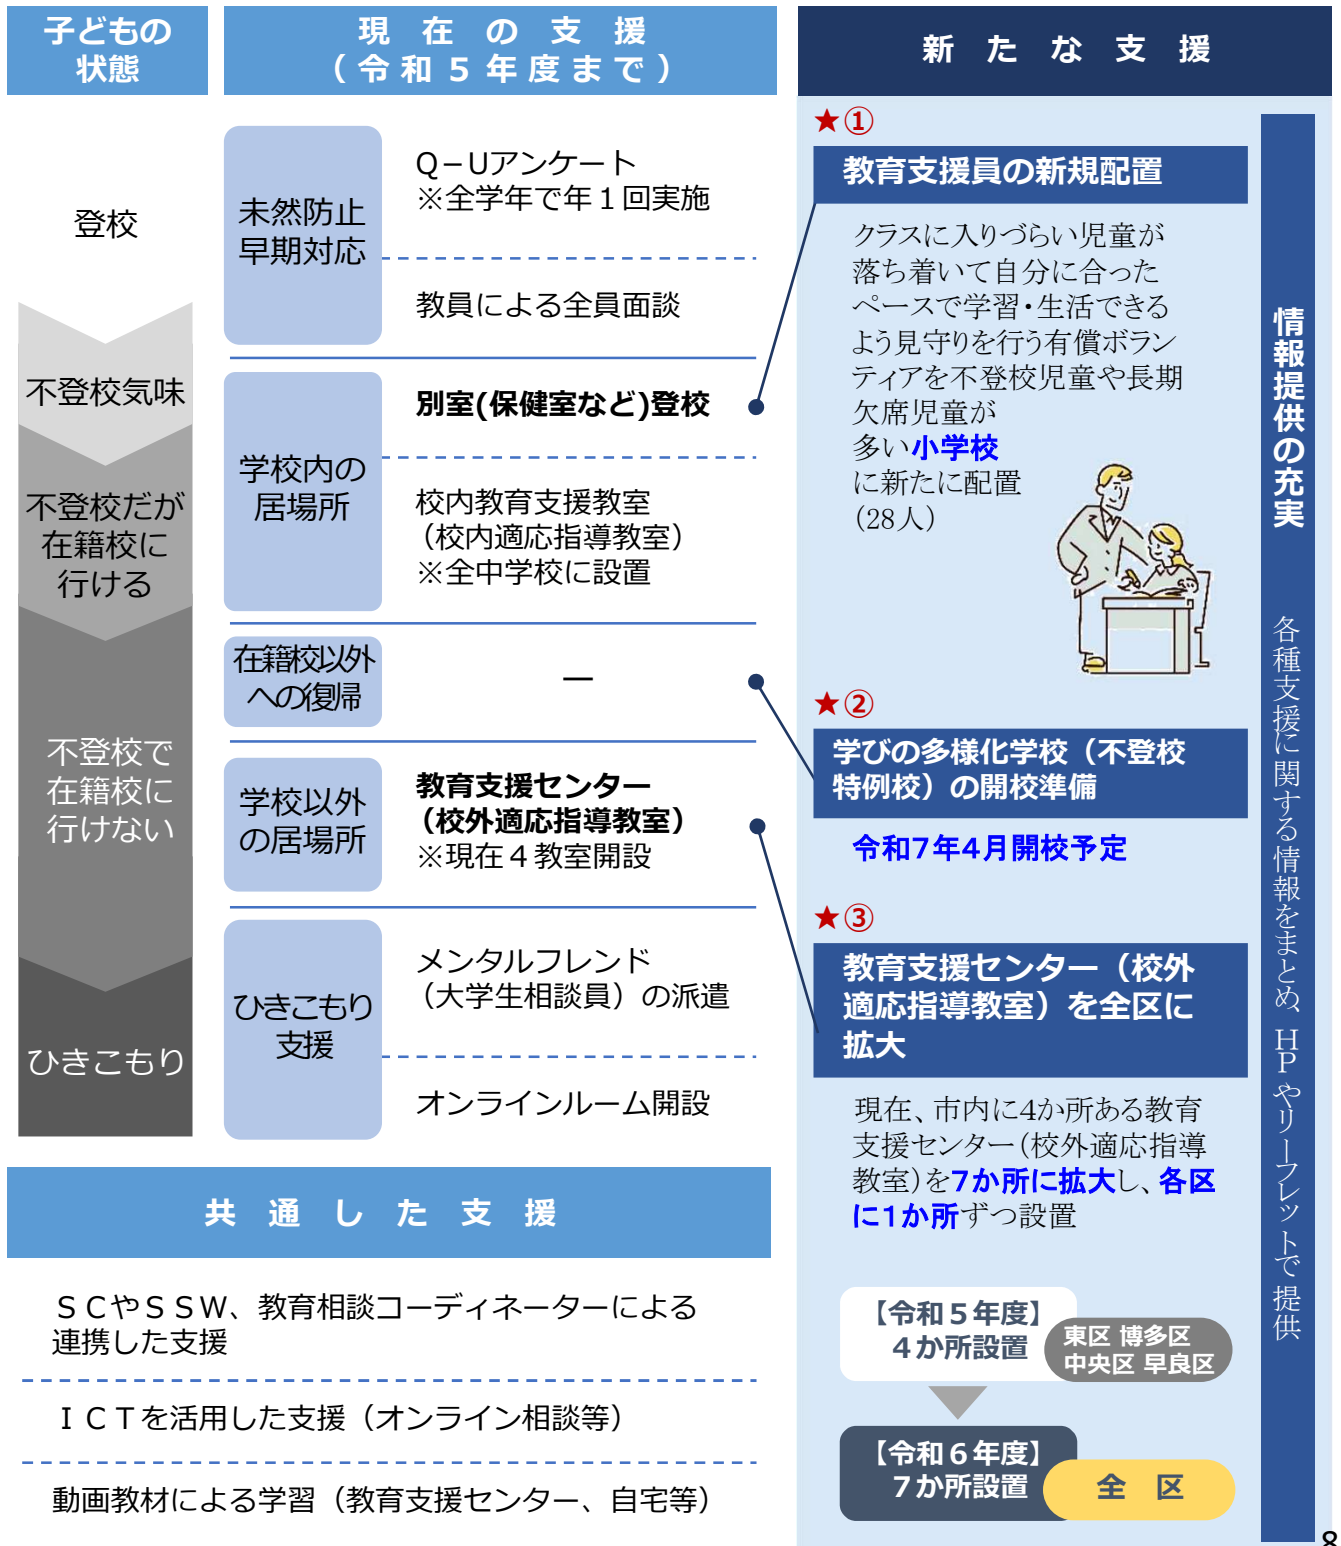 子どもの
状態
現在の支援
（令和５年度まで）
新たな支援
登校
不登校気味
不登校だが
在籍校に
行ける
不登校で
在籍校に
行けない
ひきこもり
未然防止
早期対応
Ｑ－Ｕアンケート
※全学年で年１回実施
教員による全員面談
学校内の
居場所
別室(保健室など)登校
校内教育支援教室
（校内適応指導教室）
※全中学校に設置
在籍校以外
への復帰
―
学校以外
の居場所
教育支援センター
（校外適応指導教室）
※現在４教室開設
ひきこもり
支援
メンタルフレンド
（大学生相談員）の派遣
オンラインルーム開設
共通した支援
ＳＣやＳＳＷ、教育相談コーディネーターによる
連携した支援
ＩＣＴを活用した支援（オンライン相談等）
動画教材による学習（教育支援センター、自宅等）
★①
教育支援員の新規配置
クラスに入りづらい児童が
落ち着いて自分に合った
ペースで学習・生活できる
よう見守りを行う有償ボラン
ティアを不登校児童や長期
欠席児童が
多い小学校
に新たに配置
（28人）
★②
学びの多様化学校（不登校
特例校）の開校準備
令和7年4月開校予定
★③
教育支援センター（校外
適応指導教室）を全区に
拡大
現在、市内に4か所ある教育
支援センター（校外適応指導
教室）を7か所に拡大し、各区
に1か所ずつ設置
【令和５年度】
４か所設置
東区 博多区
中央区 早良区
【令和６年度】
７か所設置
全区
情報提供の充実　各種支援に関する情報をまとめ、ＨＰやリーフレットで提供
8